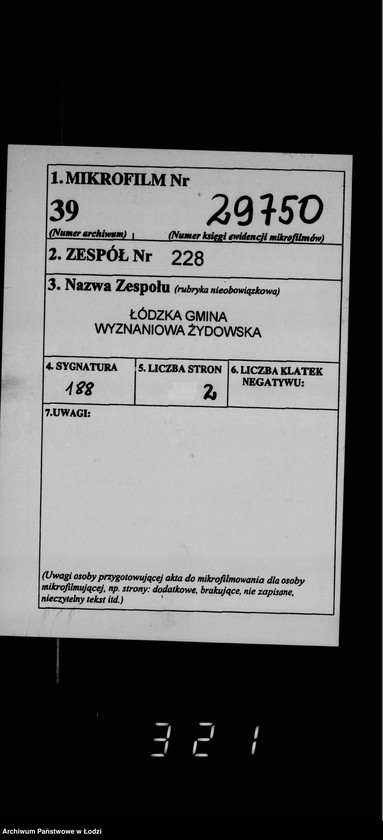 1. MIKROFILM Nr
39 29750
(Numer archiwum) (Numer księgi ewidencji mikrofilmów)
2. ZESPÓŁ Nr 228
3. Nazwa Zespołu (rubryka nieobowiązkowa)
ŁÓDZKA GMINA
WYZNANIOWA ŻYDOWSKA
4. SYGNATURA
188
5. LICZBA STRON
2
6. LICZBA KLATEK
NEGATYWU:
7.UWAGI:
(Uwagi osoby przygotowującej akta do mikrofilmowania dla osoby
mikrofilmującej, np. strony: dodatkowe, brakujące, nie zapisane,
nieczytelny tekst itd.)
321
Archiwum Państwowe w Łodzi